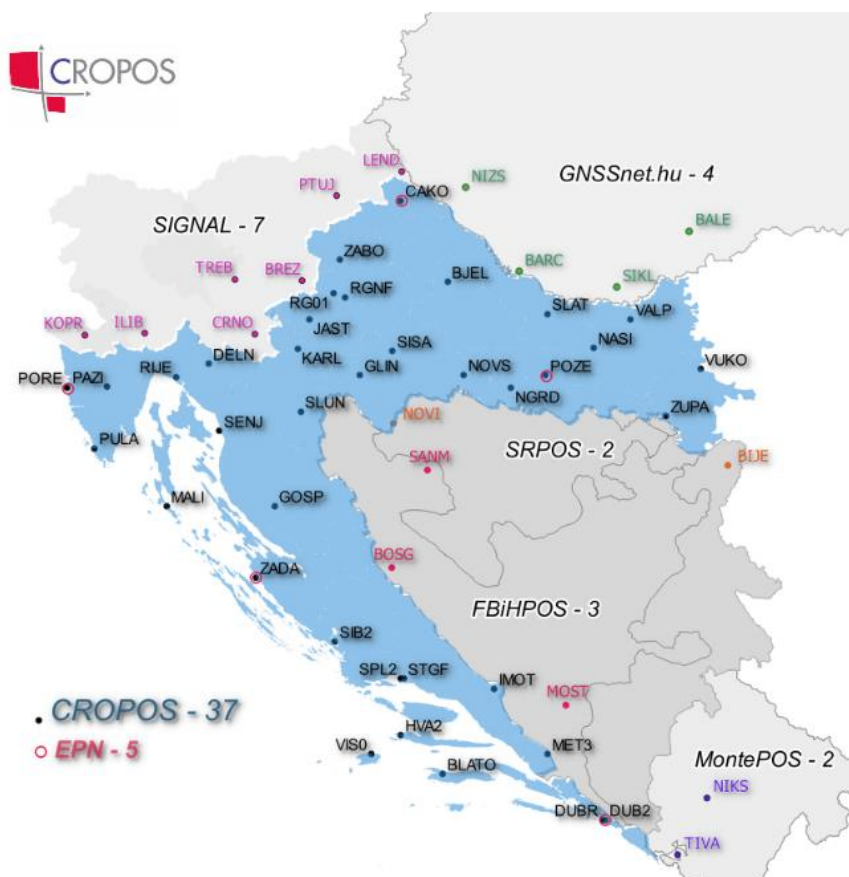 CROPOS
LEND
NIZS
GNSSnet.hu - 4
PTUJ
CAKO
SIGNAL - 7
BALE
ZABO
BARC
TREB
BREZ
BJEL
SIKL
RGNF
RG01
SLAT
VALP
KOPR
ILIB
CRNO
JAST
NASI
SISA
DELN
KARL
VUKO
RIJE
GLIN
NOVS
POZE
PORE
PAZI
NGRD
SLUN
ZUPA
NOVI
SENJ
PULA
SRPOS - 2
SANM
BIJE
MALI
GOSP
BOSG
ZADA
FBiHPOS - 3
SIB2
SPL2
STGF
IMOT
MOST
CROPOS - 37
HVA2
EPN - 5
VIS0
MET3
MontePOS - 2
BLATO
NIKS
DUBR
DUB2
TIVA